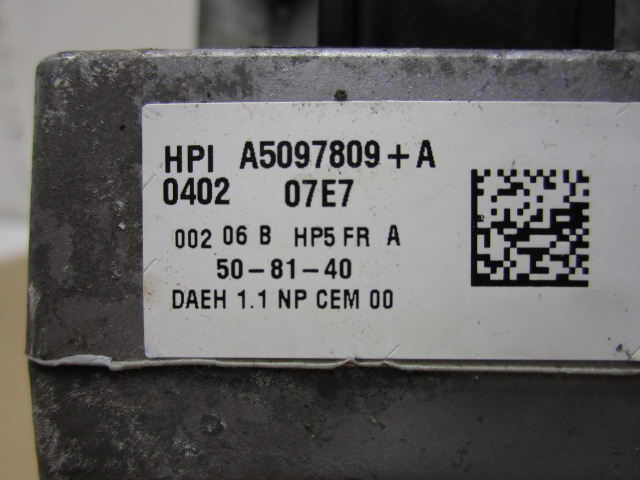 HPI A5097809+A
0402 07E7
002 06 B HP5 FR A
50-81-40
DAEH 1.1 NP CEM 00